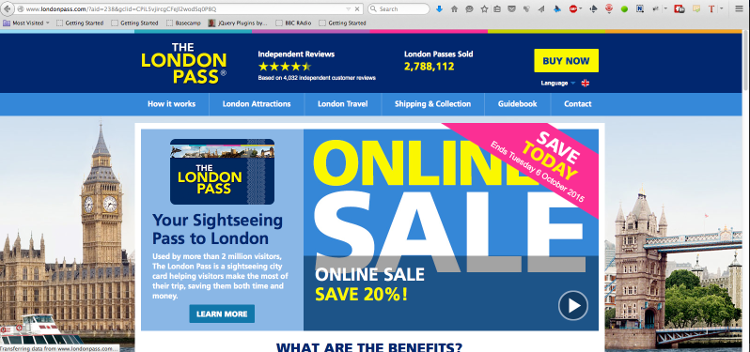 www.londonpass.com/?aid=23&gclid=
Search
Most Visited
Getting Started
Getting Started
Basecamp
jQuery Plugins by...
BBC RAdio
Getting Started
THE
LONDON
PASS®
Independent Reviews
Based on 4,032 independent customer reviews
London Passes Sold
2,788,112
BUY NOW
Language
How it works
London Attractions
London Travel
Shipping & Collection
Guidebook
Contact
THE
LONDON
PASS
Your Sightseeing
Pass to London
Used by more than 2 million visitors,
The London Pass is a sightseeing city
card helping visitors make the most of
their trip, saving them both time and
money.
LEARN MORE
ONLINE
SALE
SAVE
TODAY
Ends Tuesday 6 October 2015
ONLINE SALE
SAVE 20%!
WHAT ARE THE BENEFITS?
Transferring data from www.londonpass.com...